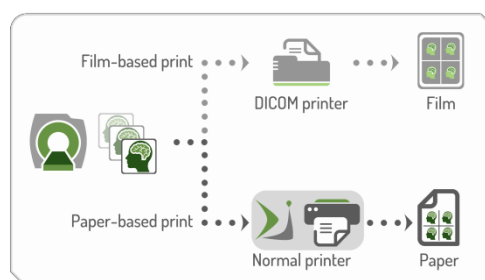 Film-based print
DICOM printer
Film
Paper-based print
Normal printer
Paper